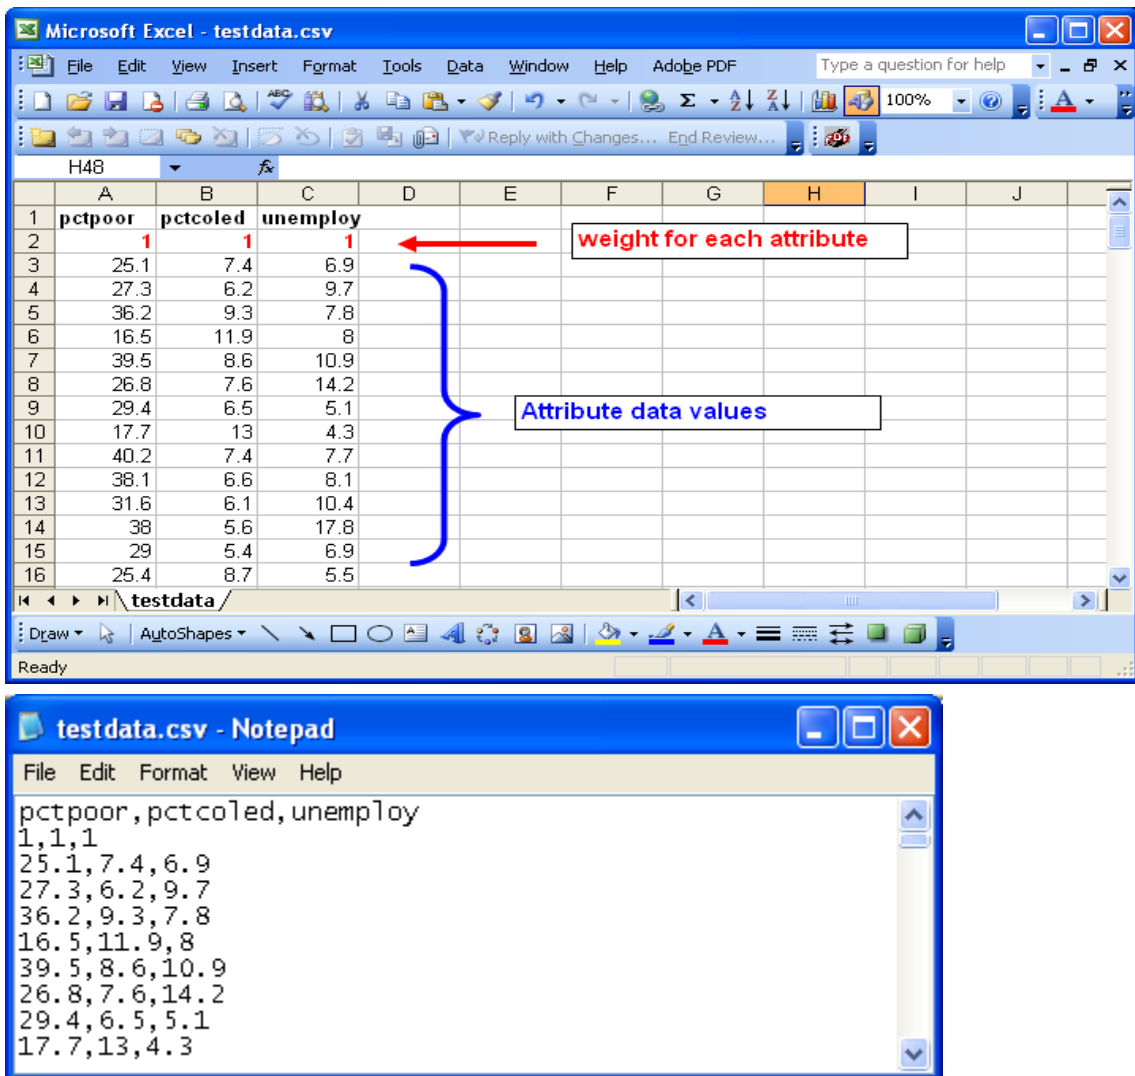 Microsoft Excel - testdata.csv
File Edit View Insert Format Tools Data Window Help Adobe PDF Type a question for help
ABC Σ A Z Z A 100% A
Reply with Changes... End Review...
H48 fx
A B C D E F G H I J
1 pctpoor pctcoled unemploy
2 1 1 1 weight for each attribute
3 25.1 7.4 6.9
4 27.3 6.2 9.7
5 36.2 9.3 7.8
6 16.5 11.9 8
7 39.5 8.6 10.9
8 26.8 7.6 14.2
9 29.4 6.5 5.1 Attribute data values
10 17.7 13 4.3
11 40.2 7.4 7.7
12 38.1 6.6 8.1
13 31.6 6.1 10.4
14 38 5.6 17.8
15 29 5.4 6.9
16 25.4 8.7 5.5
testdata
Draw AutoShapes A A
Ready
testdata.csv - Notepad
File Edit Format View Help
pctpoor,pctcoled,unemploy
1,1,1
25.1,7.4,6.9
27.3,6.2,9.7
36.2,9.3,7.8
16.5,11.9,8
39.5,8.6,10.9
26.8,7.6,14.2
29.4,6.5,5.1
17.7,13,4.3